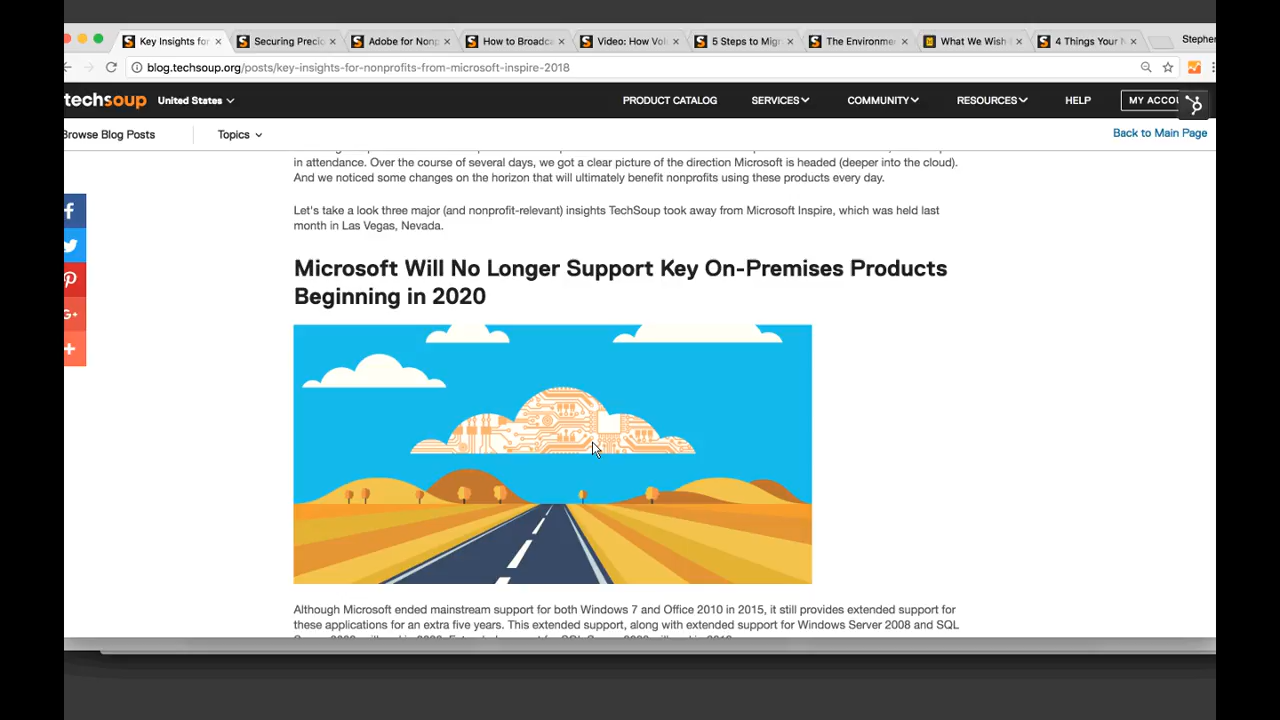 Key Insights for
Securing Precio
Adobe for Nonp
How to Broadca
Video: How Vol
5 Steps to Migr
The Environme
What We Wish I
4 Things Your N
Stephen
blog.techsoup.org/posts/key-insights-for-nonprofits-from-microsoft-inspire-2018
techsoup
United States
PRODUCT CATALOG
SERVICES
COMMUNITY
RESOURCES
HELP
MY ACCOU
Browse Blog Posts
Topics
Back to Main Page
in attendance. Over the course of several days, we got a clear picture of the direction Microsoft is headed (deeper into the cloud).
And we noticed some changes on the horizon that will ultimately benefit nonprofits using these products every day.
Let's take a look three major (and nonprofit-relevant) insights TechSoup took away from Microsoft Inspire, which was held last
month in Las Vegas, Nevada.
Microsoft Will No Longer Support Key On-Premises Products
Beginning in 2020
Although Microsoft ended mainstream support for both Windows 7 and Office 2010 in 2015, it still provides extended support for
these applications for an extra five years. This extended support, along with extended support for Windows Server 2008 and SQL